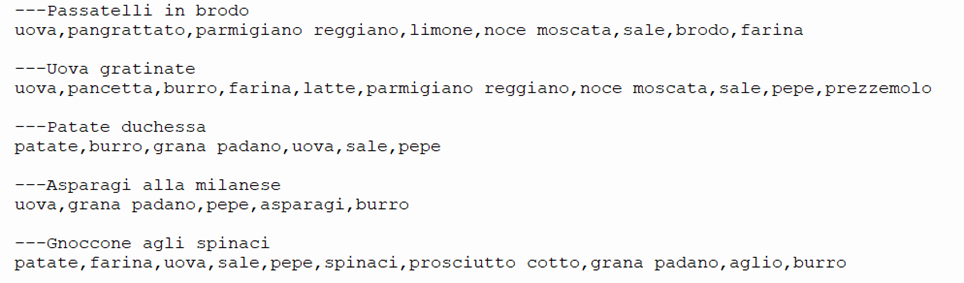 ---Passatelli in brodo
uova,pangrattato,parmigiano reggiano,limone,noce moscata,sale,brodo,farina
---Uova gratinate
uova,pancetta,burro,farina,latte,parmigiano reggiano,noce moscata,sale,pepe,prezzemolo
---Patate duchessa
patate,burro,grana padano,uova,sale,pepe
---Asparagi alla milanese
uova,grana padano,pepe,asparagi,burro
---Gnoccone agli spinaci
patate,farina,uova,sale,pepe,spinaci,prosciutto cotto,grana padano,aglio,burro